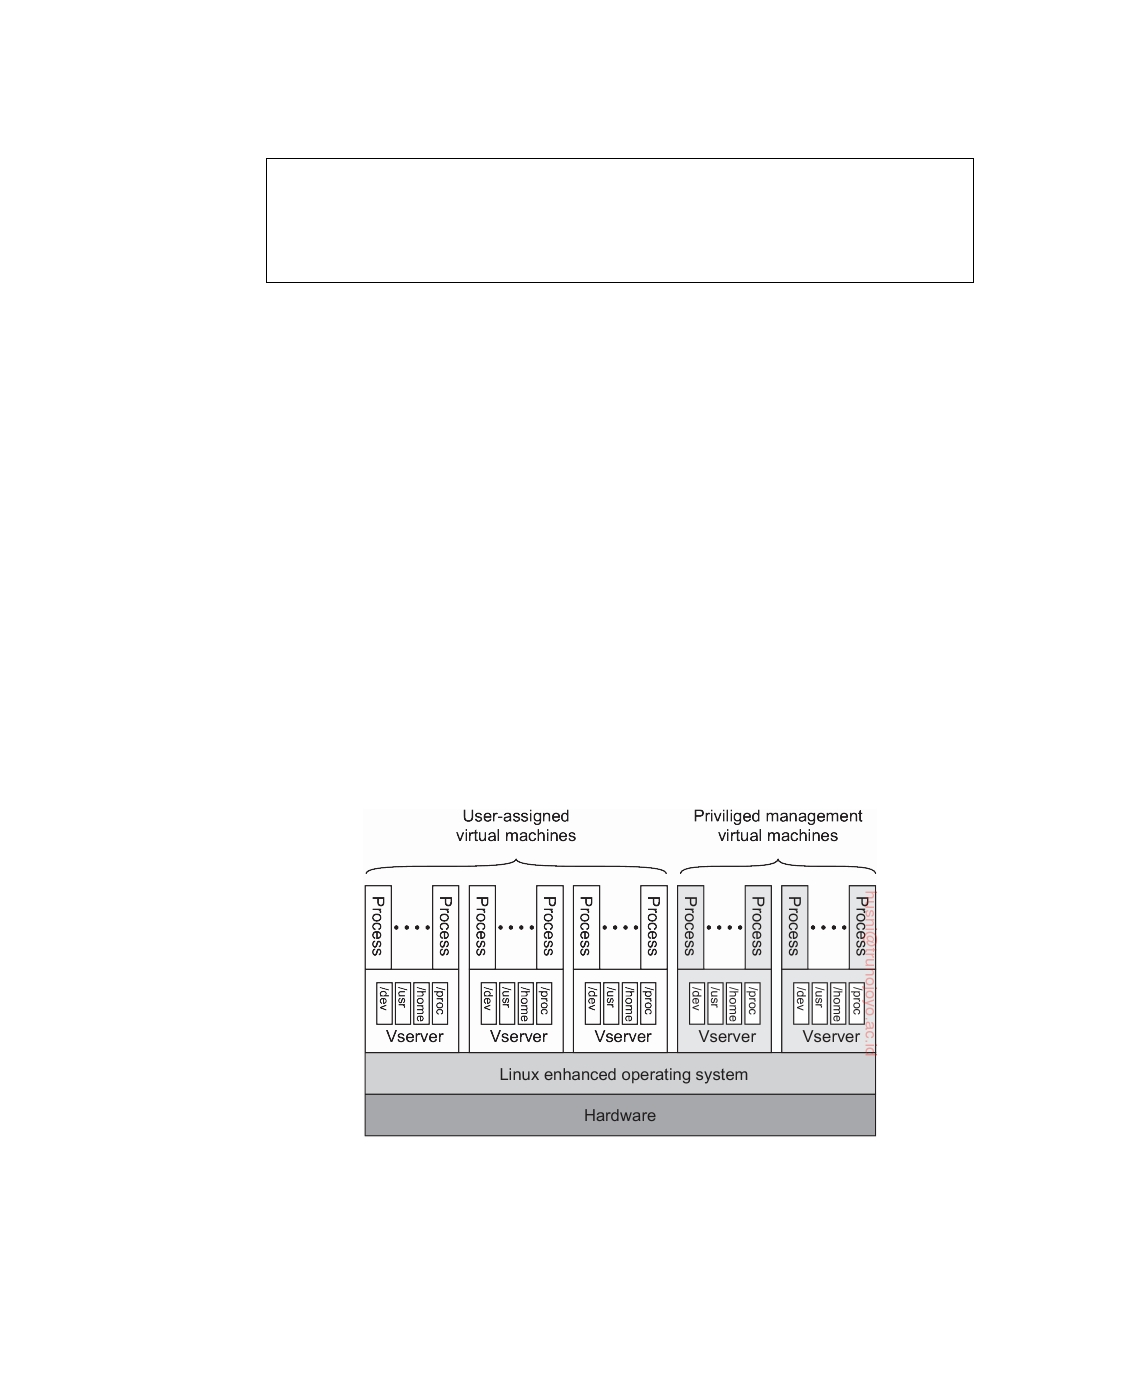 User-assigned
virtual machines
Priviliged management
virtual machines
Process
Process
Process
Process
Process
Process
Process
Process
Process
Process
/dev
/usr
/home
/proc
/dev
/usr
/home
/proc
/dev
/usr
/home
/proc
/dev
/usr
/home
/proc
/dev
/usr
/home
/proc
Vserver
Vserver
Vserver
Vserver
Vserver
Linux enhanced operating system
Hardware